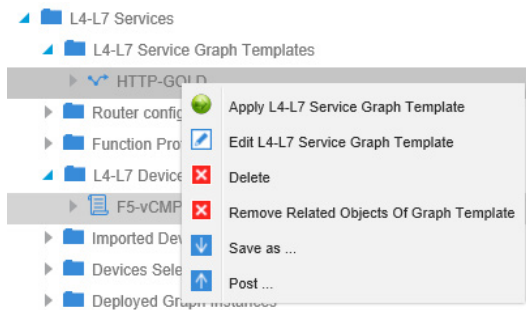 L4-L7 Services
L4-L7 Service Graph Templates
HTTP-GOLD
Apply L4-L7 Service Graph Template
Router config
Edit L4-L7 Service Graph Template
Function Pro
Delete
L4-L7 Device
Remove Related Objects Of Graph Template
F5-vCMP
Save as ...
Imported Dev
Post ...
Devices Sele
Deployed Graph Instances